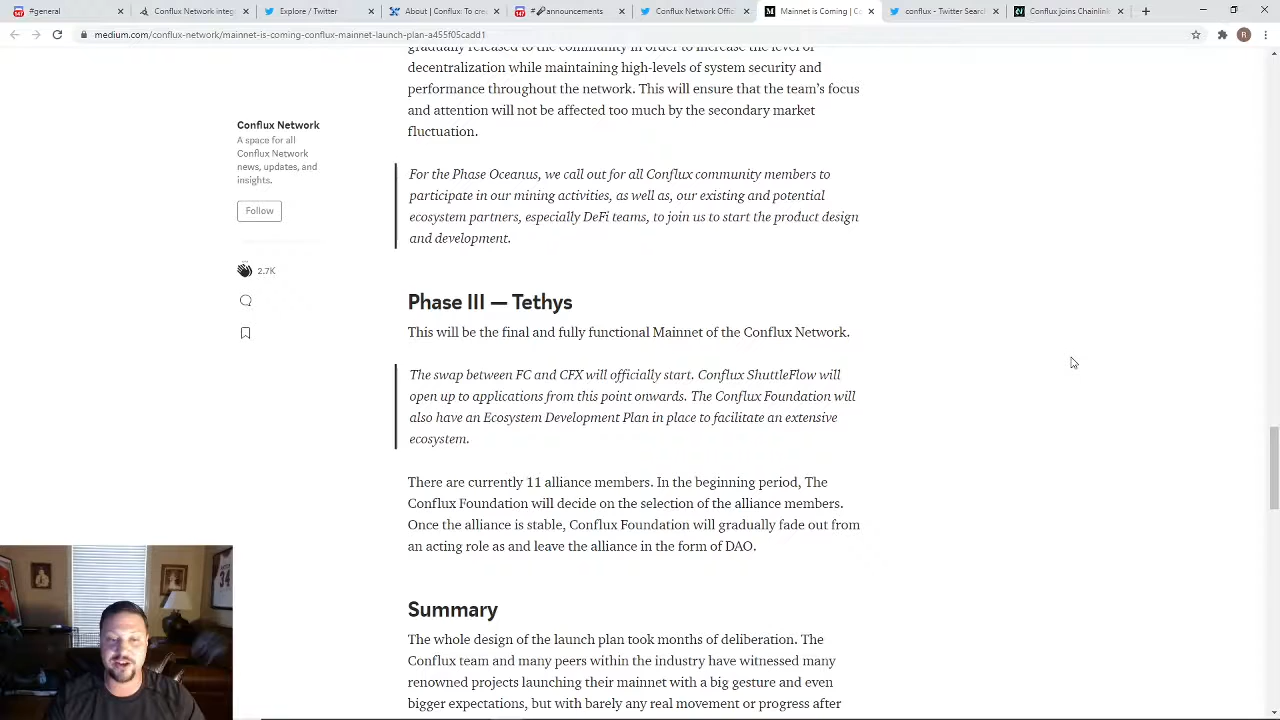 #general
Conflux Network integ
Explore / Twitter
About | Conflux To cre
#announcements
Conflux Network Offic
Mainnet is Coming | Co
conflux - Twitter Searc
Conflux joins Chainlink
medium.com/conflux-network/mainnet-is-coming-conflux-mainnet-launch-plan-a455f05cadd1
R
gradually released to the community in order to increase the level of
decentralization while maintaining high-levels of system security and
performance throughout the network. This will ensure that the team's focus
and attention will not be affected too much by the secondary market
fluctuation.
Conflux Network
A space for all
Conflux Network
news, updates, and
insights.
Follow
2.7K
For the Phase Oceanus, we call out for all Conflux community members to
participate in our mining activities, as well as, our existing and potential
ecosystem partners, especially DeFi teams, to join us to start the product design
and development.
Phase III — Tethys
This will be the final and fully functional Mainnet of the Conflux Network.
The swap between FC and CFX will officially start. Conflux ShuttleFlow will
open up to applications from this point onwards. The Conflux Foundation will
also have an Ecosystem Development Plan in place to facilitate an extensive
ecosystem.
There are currently 11 alliance members. In the beginning period, The
Conflux Foundation will decide on the selection of the alliance members.
Once the alliance is stable, Conflux Foundation will gradually fade out from
an acting role as and leave the alliance in the form of DAO.
Summary
The whole design of the launch plan took months of deliberation. The
Conflux team and many peers within the industry have witnessed many
renowned projects launching their mainnet with a big gesture and even
bigger expectations, but with barely any real movement or progress after